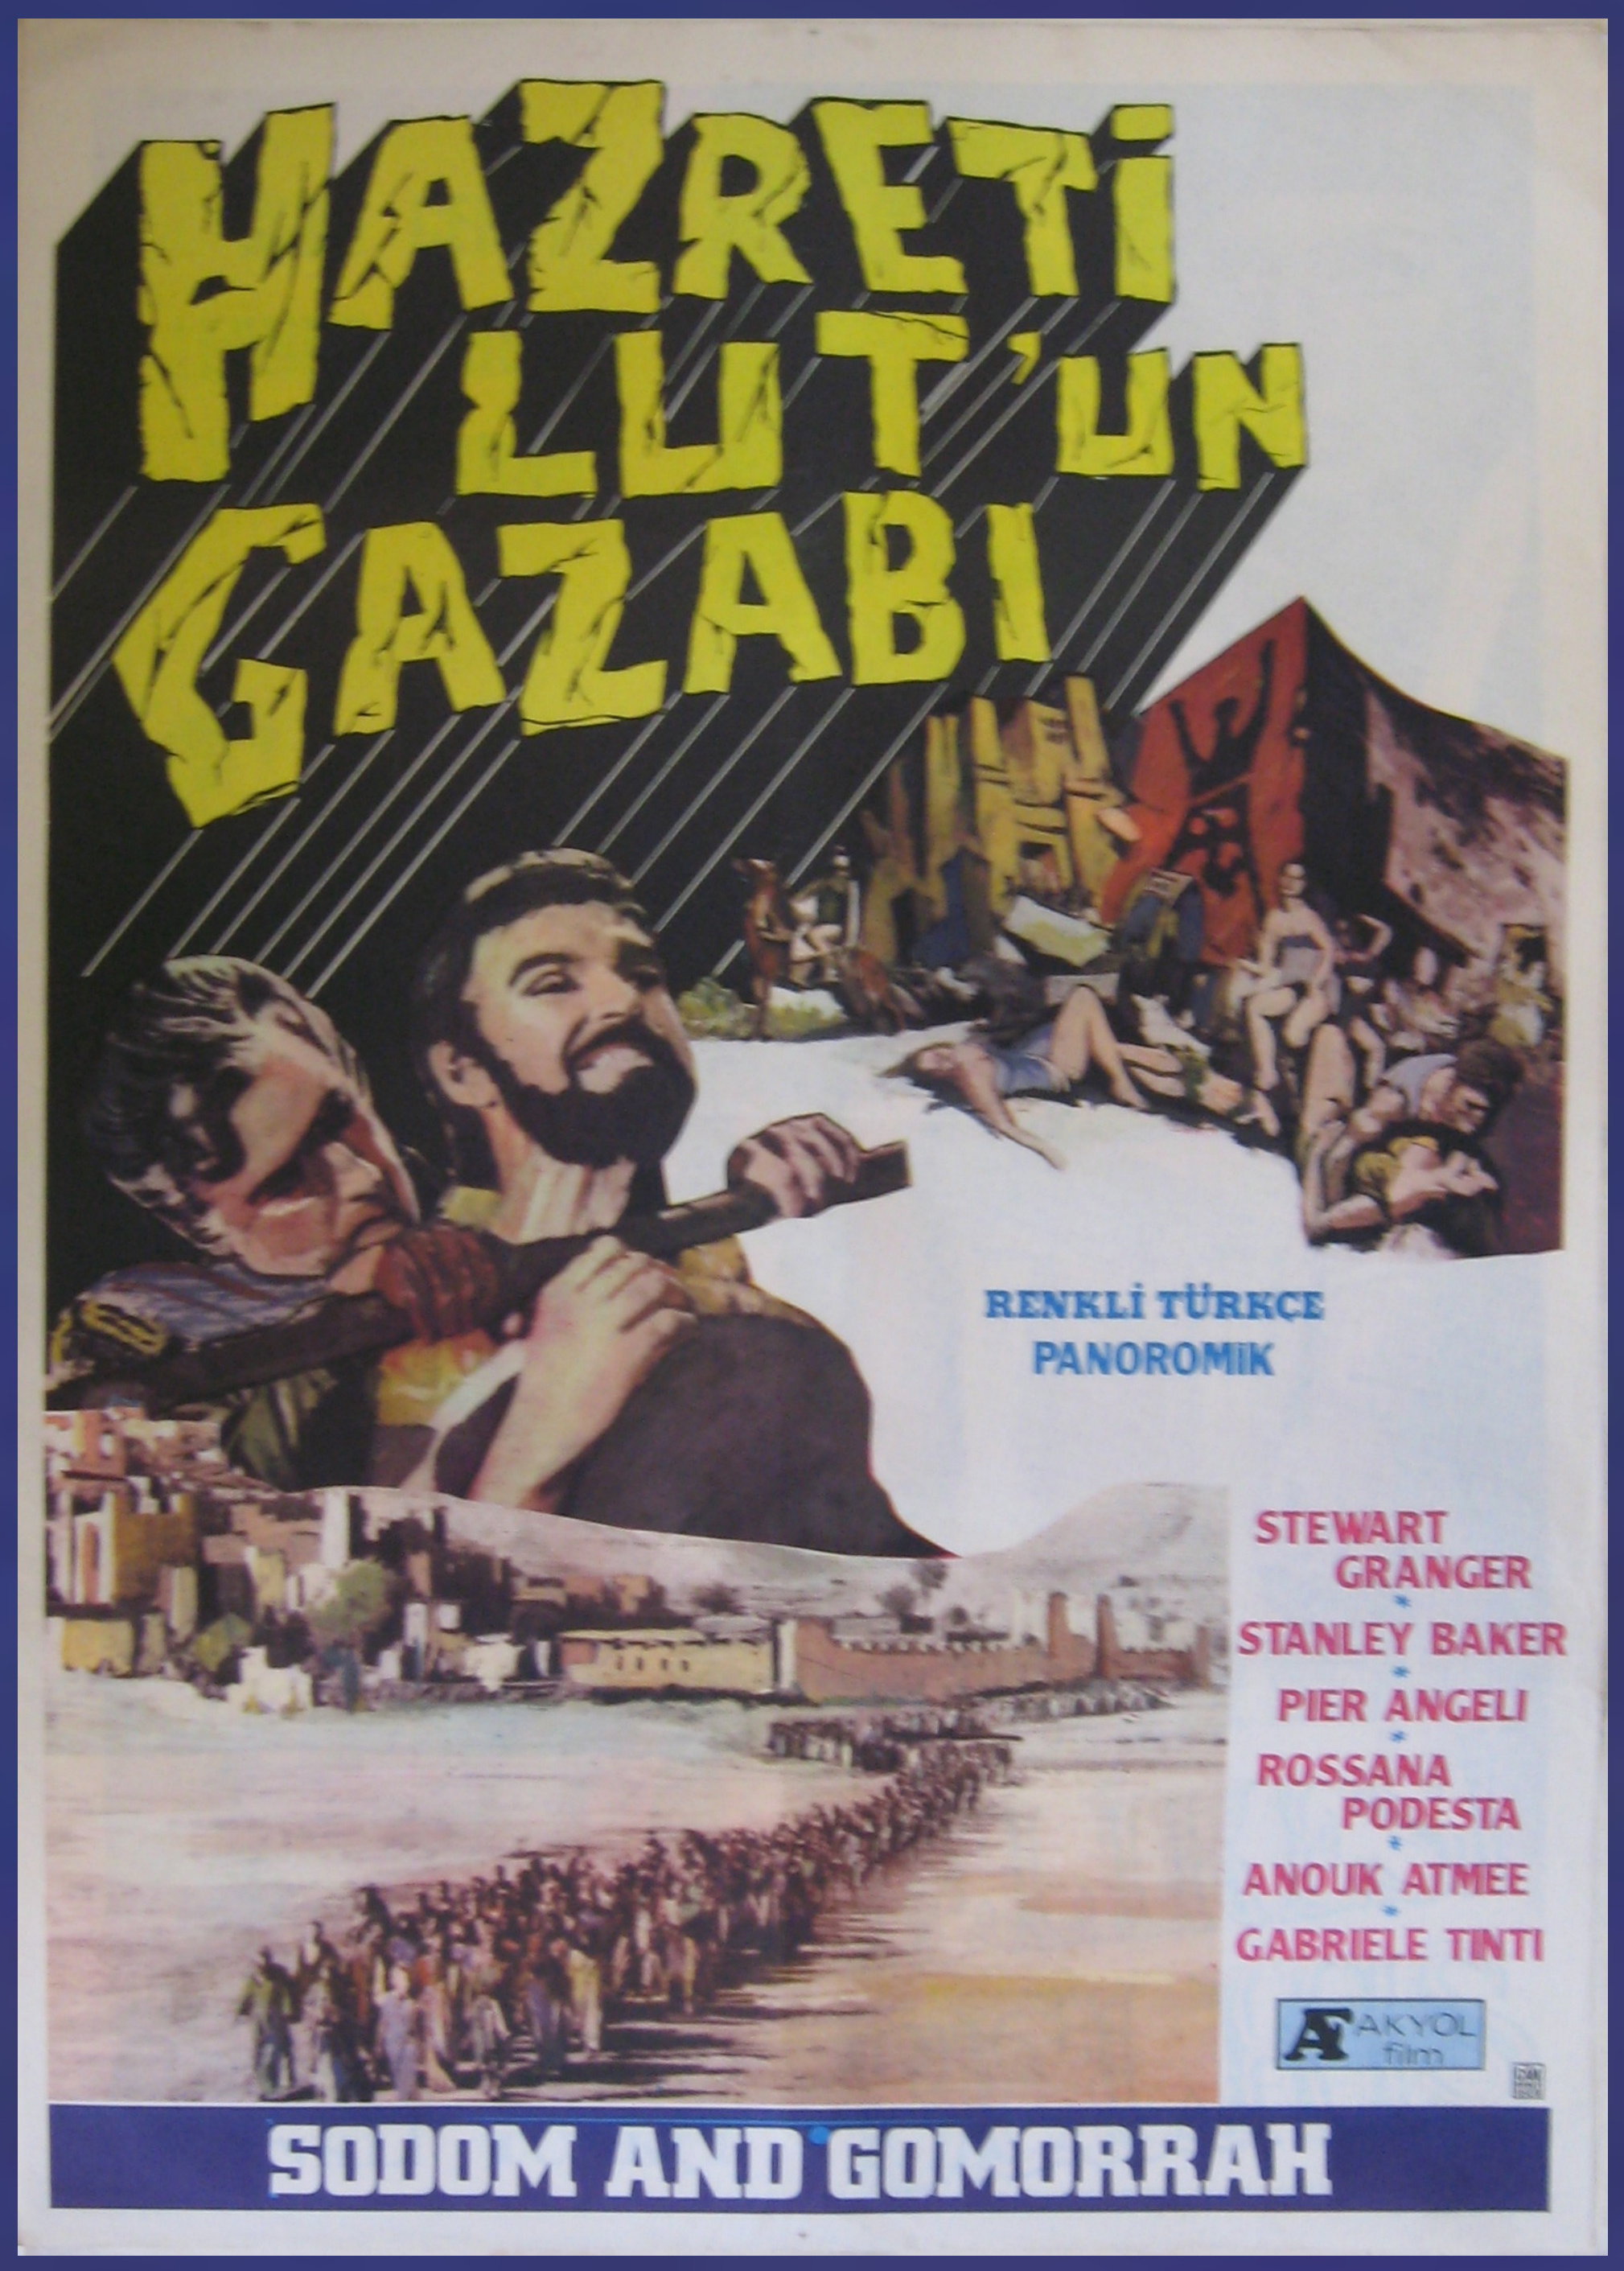 HAZRETİ
LUT'UN
GAZABI
RENKLİ TÜRKÇE
PANOROMİK
STEWART
GRANGER
*
STANLEY BAKER
*
PIER ANGELI
*
ROSSANA
PODESTA
*
ANOUK ATMEE
*
GABRIELE TINTI
AF AKYOL
film
SODOM AND GOMORRAH